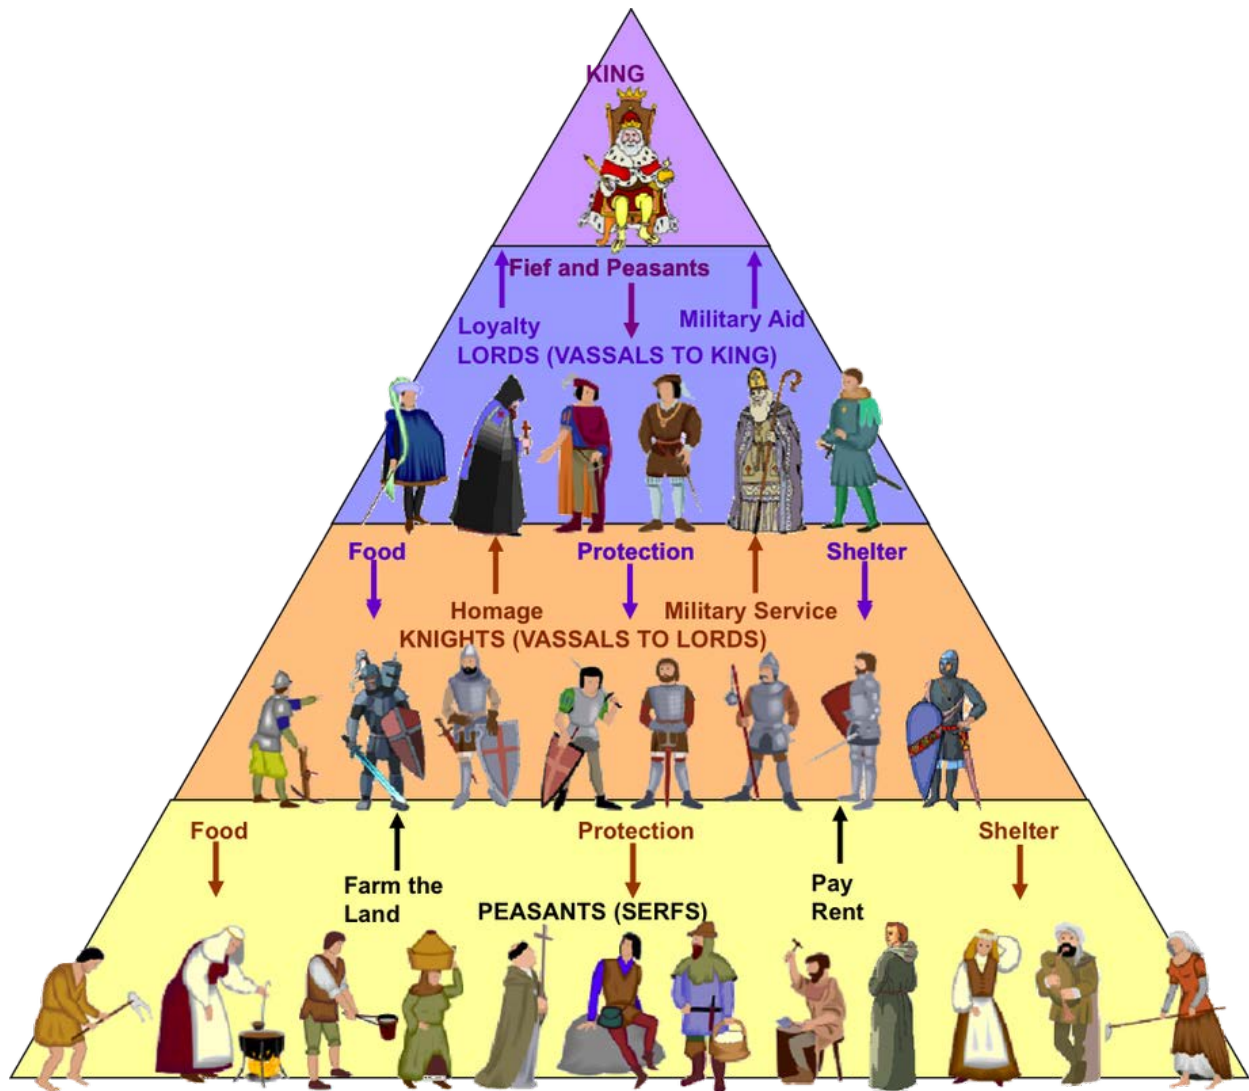 KING
Fief and Peasants
Loyalty
Military Aid
LORDS (VASSALS TO KING)
Food
Protection
Shelter
Homage
Military Service
KNIGHTS (VASSALS TO LORDS)
Food
Protection
Shelter
Farm the
Land
Pay
Rent
PEASANTS (SERFS)